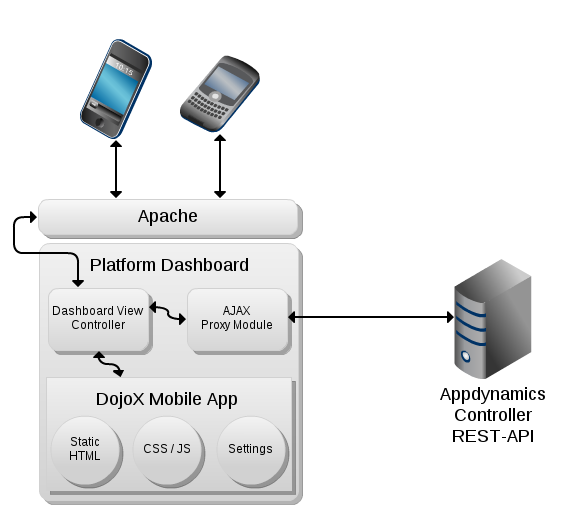 10:15
Apache
Platform Dashboard
Dashboard View
Controller
AJAX
Proxy Module
DojoX Mobile App
Static
HTML
CSS / JS
Settings
Appdynamics
Controller
REST-API